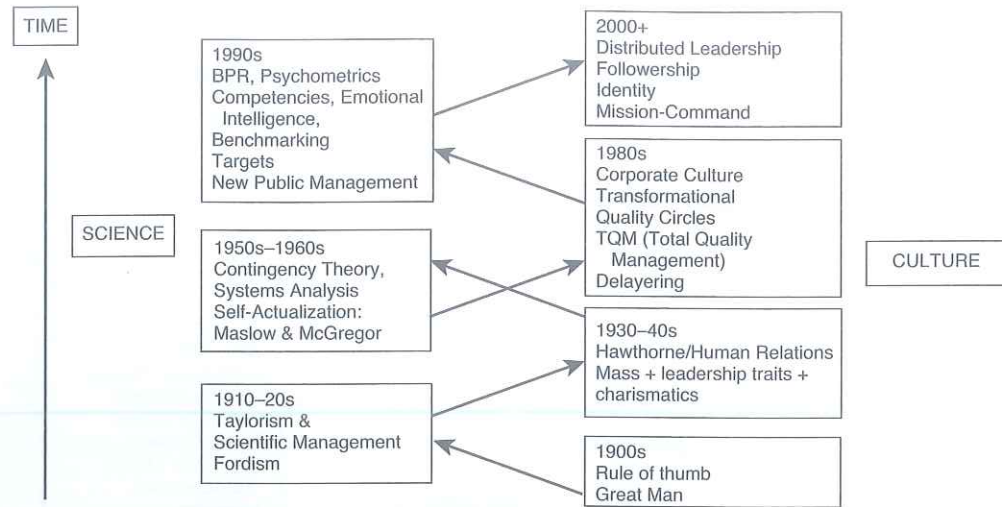 TIME
1990s
BPR, Psychometrics
Competencies, Emotional
Intelligence,
Benchmarking
Targets
New Public Management
2000+
Distributed Leadership
Followership
Identity
Mission-Command
1980s
Corporate Culture
Transformational
Quality Circles
TQM (Total Quality
Management)
Delayering
SCIENCE
CULTURE
1950s–1960s
Contingency Theory,
Systems Analysis
Self-Actualization:
Maslow & McGregor
1930–40s
Hawthorne/Human Relations
Mass + leadership traits +
charismatics
1910–20s
Taylorism &
Scientific Management
Fordism
1900s
Rule of thumb
Great Man